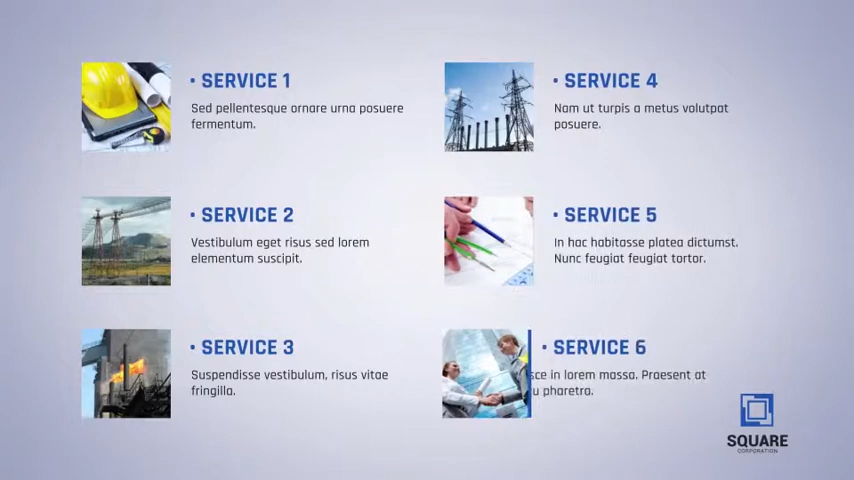 • SERVICE 1
Sed pellentesque ornare urna posuere
fermentum.
• SERVICE 2
Vestibulum eget risus sed lorem
elementum suscipit.
• SERVICE 3
Suspendisse vestibulum, risus vitae
fringilla.
• SERVICE 4
Nam ut turpis a metus volutpat
posuere.
• SERVICE 5
In hac habitasse platea dictumst.
Nunc feugiat feugiat tortor.
• SERVICE 6
in lorem massa. Praesent at
pharetra.
SQUARE
CORPORATION